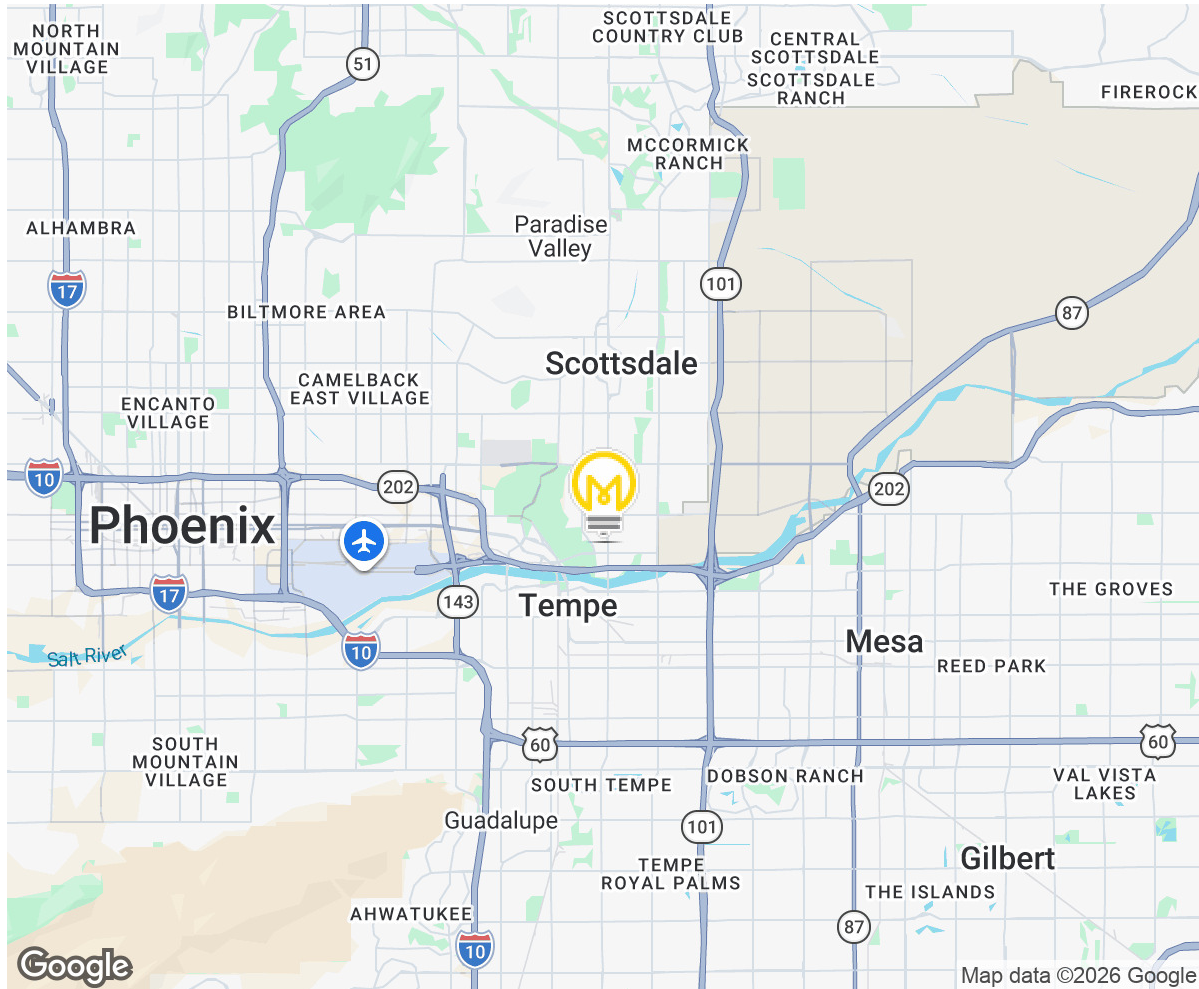 NORTH
MOUNTAIN
VILLAGE
51
SCOTTSDALE
COUNTRY CLUB
CENTRAL
SCOTTSDALE
SCOTTSDALE
RANCH
FIREROCK
MCCORMICK
RANCH
ALHAMBRA
Paradise
Valley
17
101
87
BILTMORE AREA
Scottsdale
CAMELBACK
EAST VILLAGE
ENCANTO
VILLAGE
10
202
M
202
Phoenix
17
143
Tempe
THE GROVES
Salt River
10
Mesa
REED PARK
60
60
SOUTH
MOUNTAIN
VILLAGE
SOUTH TEMPE
DOBSON RANCH
VAL VISTA
LAKES
Guadalupe
101
Gilbert
TEMPE
ROYAL PALMS
THE ISLANDS
AHWATUKEE
87
10
Google
Map data ©2026 Google